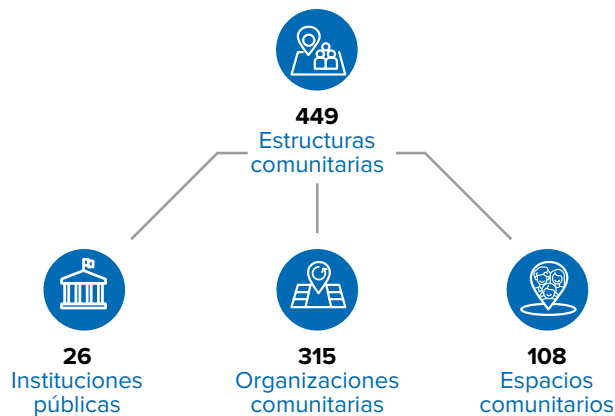 449
Estructuras
comunitarias
26
Instituciones
públicas
315
Organizaciones
comunitarias
108
Espacios
comunitarios